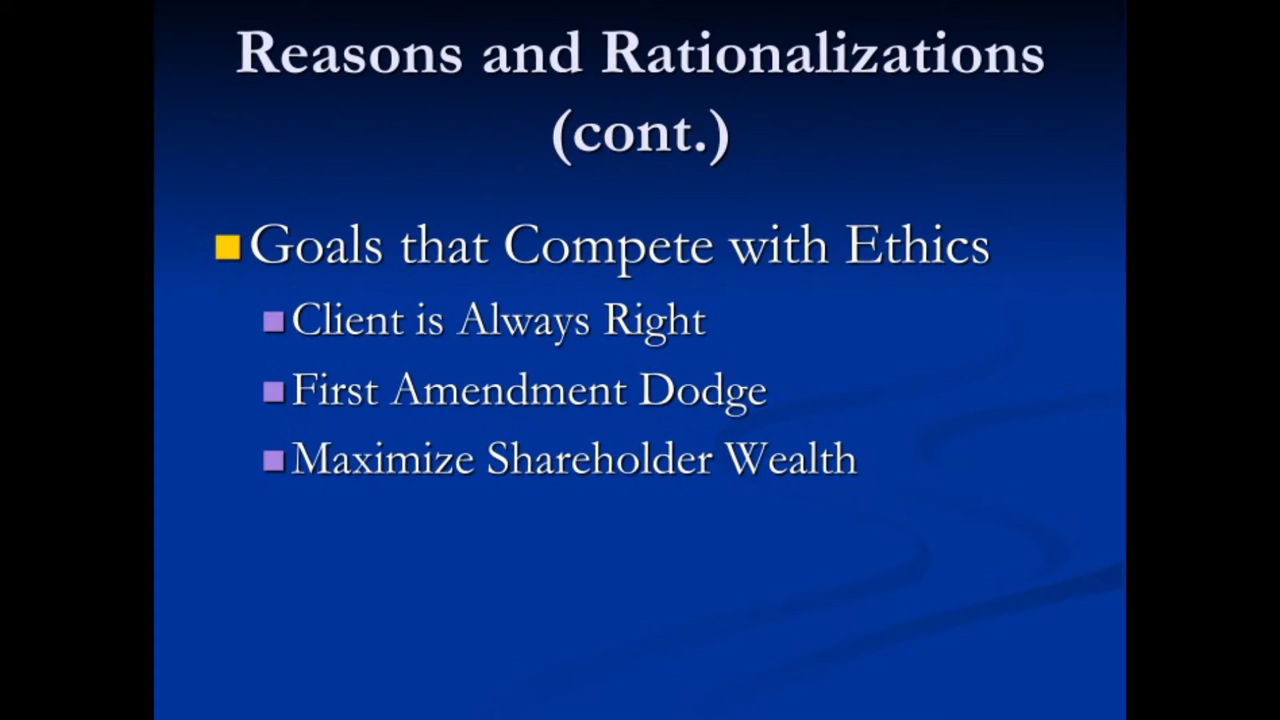 Reasons and Rationalizations
(cont.)
Goals that Compete with Ethics
Client is Always Right
First Amendment Dodge
Maximize Shareholder Wealth